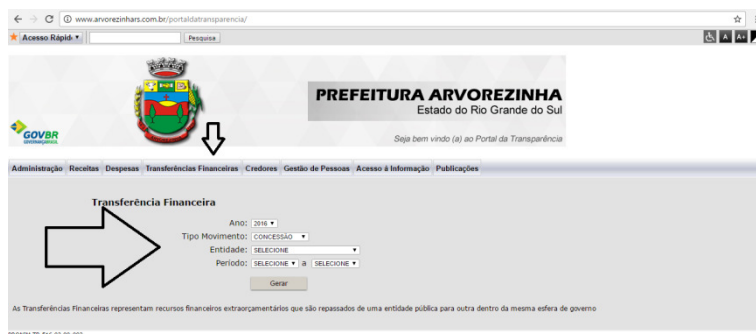 www.arvorezinhars.com.br/portaldatransparencia/
Acesso Rápid
Pesquisa
A A+
PREFEITURA ARVOREZINHA
Estado do Rio Grande do Sul
GOVBR
Seja bem vindo (a) ao Portal da Transparência
Administração Receitas Despesas Transferências Financeiras Credores Gestão de Pessoas Acesso á Informação Publicações
Transferência Financeira
Ano: 2016
Tipo Movimento: CONCESSÃO
Entidade: SELECIONE
Período: SELECIONE a SELECIONE
Gerar
As Transferências Financeiras representam recursos financeiros extraorçamentários que são repassados de uma entidade pública para outra dentro da mesma esfera de governo